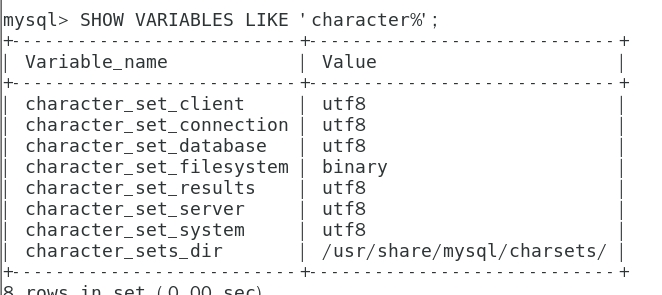 mysql> SHOW VARIABLES LIKE 'character%';
+--------------------------+----------------------------+
| Variable_name | Value |
+--------------------------+----------------------------+
| character_set_client | utf8 |
| character_set_connection | utf8 |
| character_set_database | utf8 |
| character_set_filesystem | binary |
| character_set_results | utf8 |
| character_set_server | utf8 |
| character_set_system | utf8 |
| character_sets_dir | /usr/share/mysql/charsets/ |
+--------------------------+----------------------------+
8 rows in set (0.00 sec)